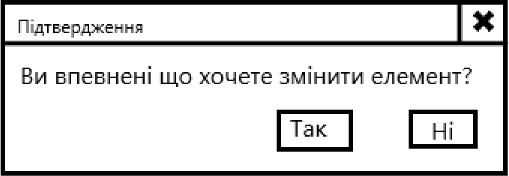 Підтвердження
Ви впевнені що хочете змінити елемент?
Так
Ні